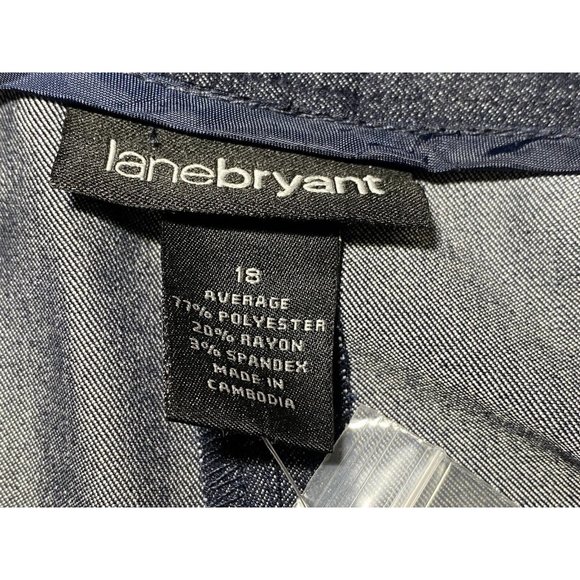 lanebryant
18
AVERAGE
77% POLYESTER
20% RAYON
3% SPANDEX
MADE IN
CAMBODIA